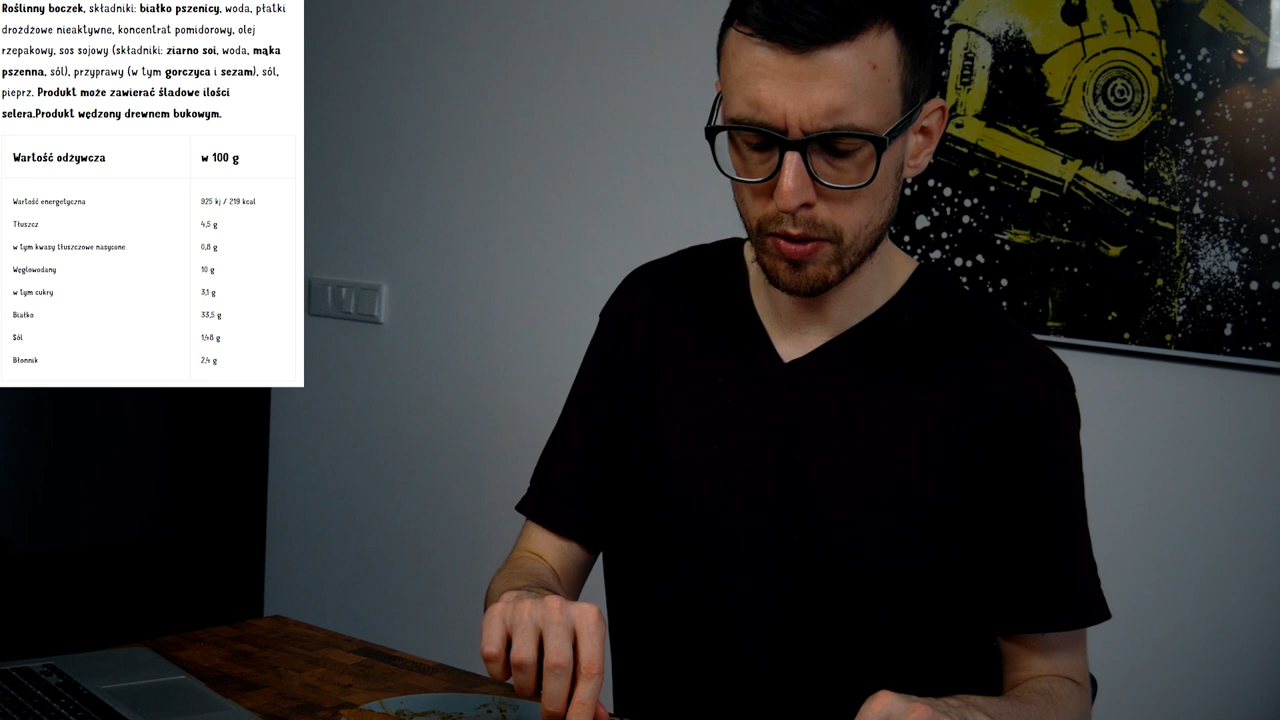 Roślinny boczek, składniki: białko pszenicy, woda, płatki
drożdżowe nieaktywne, koncentrat pomidorowy, olej
rzepakowy, sos sojowy (składniki: ziarno soi, woda, mąka
pszenna, sól), przyprawy (w tym gorczyca i sezam), sól,
pieprz. Produkt może zawierać śladowe ilości
selera.Produkt wędzony drewnem bukowym.
Wartość odżywcza w 100 g
Wartość energetyczna 925 kj / 219 kcal
Tłuszcz 4,5 g
w tym kwasy tłuszczowe nasycone 0,8 g
Węglowodany 10 g
w tym cukry 3,1 g
Białko 33,5 g
Sól 1,48 g
Błonnik 2,4 g